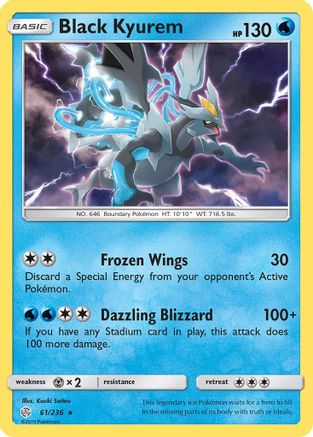 BASIC Black Kyurem HP130
NO. 646 Boundary Pokémon HT: 10'10" WT: 716.5 lbs.
Frozen Wings 30
Discard a Special Energy from your opponent's Active
Pokémon.
Dazzling Blizzard 100+
If you have any Stadium card in play, this attack does
100 more damage.
weakness ×2 resistance retreat
Illus. Kouki Saitou
61/236 ★
©2019 Pokémon
This legendary ice Pokémon waits for a hero to fill
in the missing parts of its body with truth or ideals.